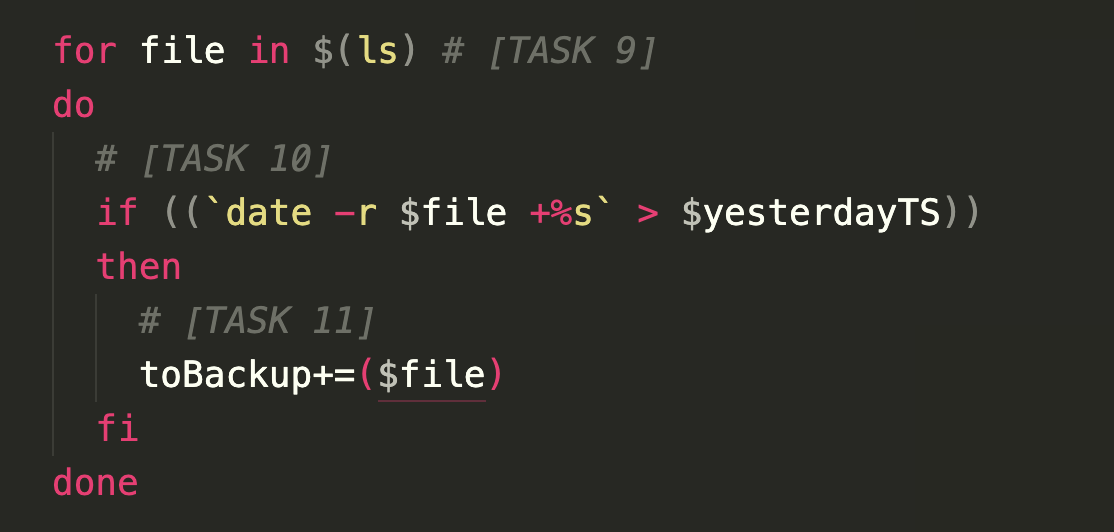 for file in $(ls) # [TASK 9]
do
  # [TASK 10]
  if ((`date -r $file +%s` > $yesterdayTS))
  then
    # [TASK 11]
    toBackup+=($file)
  fi
done